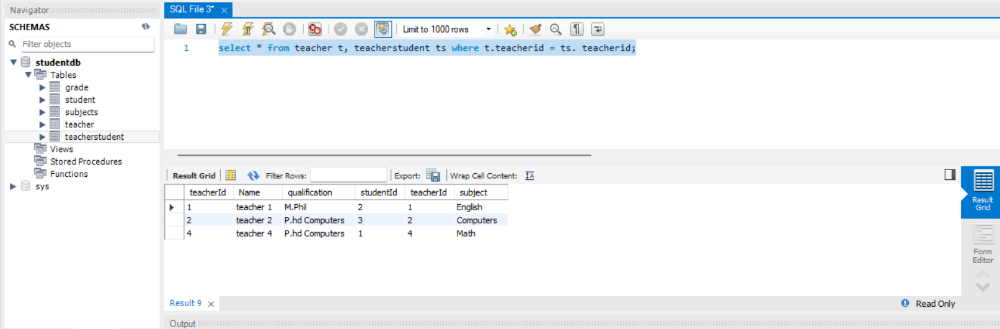 Navigator
SCHEMAS
Filter objects
studentdb
Tables
grade
student
subjects
teacher
teacherstudent
Views
Stored Procedures
Functions
sys
SQL File 3*
Limit to 1000 rows
1 select * from teacher t, teacherstudent ts where t.teacherid = ts. teacherid;
Result Grid Filter Rows: Export: Wrap Cell Content:
teacherId Name qualification studentId teacherId subject
1 teacher 1 M.Phil 2 1 English
2 teacher 2 P.hd Computers 3 2 Computers
4 teacher 4 P.hd Computers 1 4 Math
Result
Grid
Form
Editor
Result 9
Read Only
Output